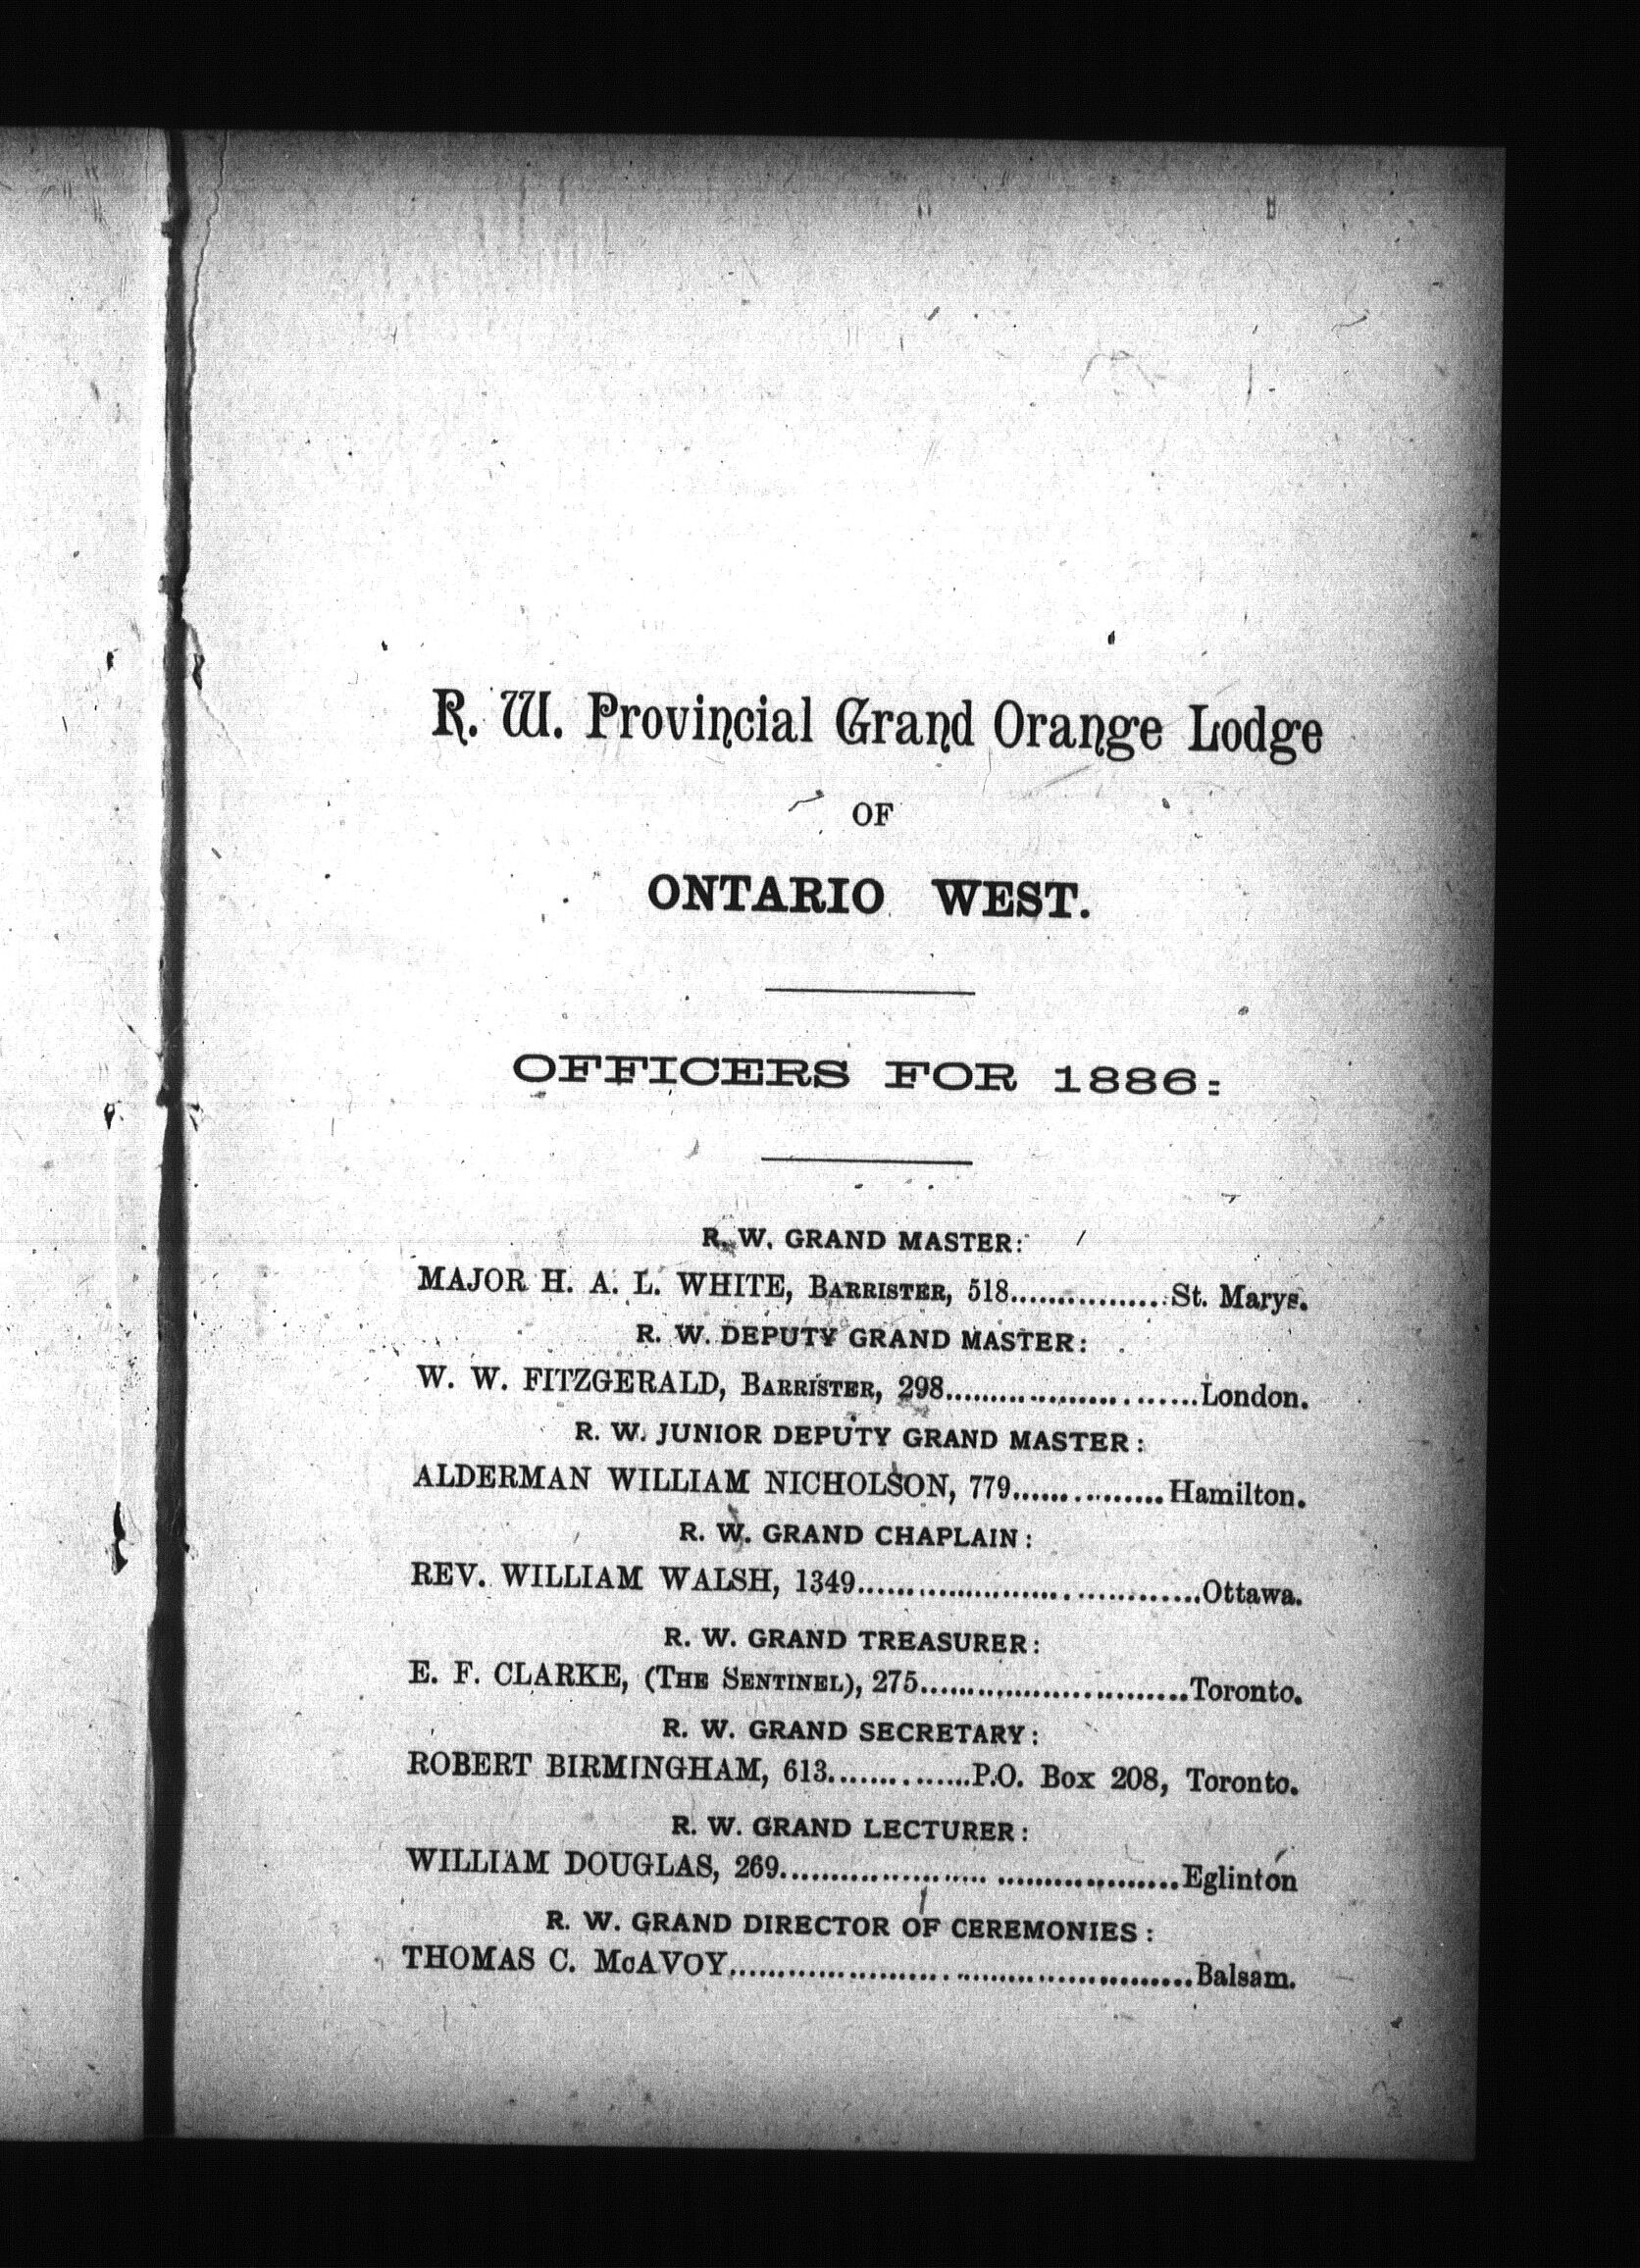 R. W. Provincial Grand Orange Lodge
OF
ONTARIO WEST.
OFFICERS FOR 1886:
R. W. GRAND MASTER:
MAJOR H. A. L. WHITE, BARRISTER, 518................St. Marys.
R. W. DEPUTY GRAND MASTER:
W. W. FITZGERALD, BARRISTER, 298..........................London.
R. W. JUNIOR DEPUTY GRAND MASTER:
ALDERMAN WILLIAM NICHOLSON, 779...............Hamilton.
R. W. GRAND CHAPLAIN:
REV. WILLIAM WALSH, 1349...................................Ottawa.
R. W. GRAND TREASURER:
E. F. CLARKE, (THE SENTINEL), 275...........................Toronto.
R. W. GRAND SECRETARY:
ROBERT BIRMINGHAM, 613..............P.O. Box 208, Toronto.
R. W. GRAND LECTURER:
WILLIAM DOUGLAS, 269........................................Eglinton
R. W. GRAND DIRECTOR OF CEREMONIES:
THOMAS C. McAVOY..............................................Balsam.